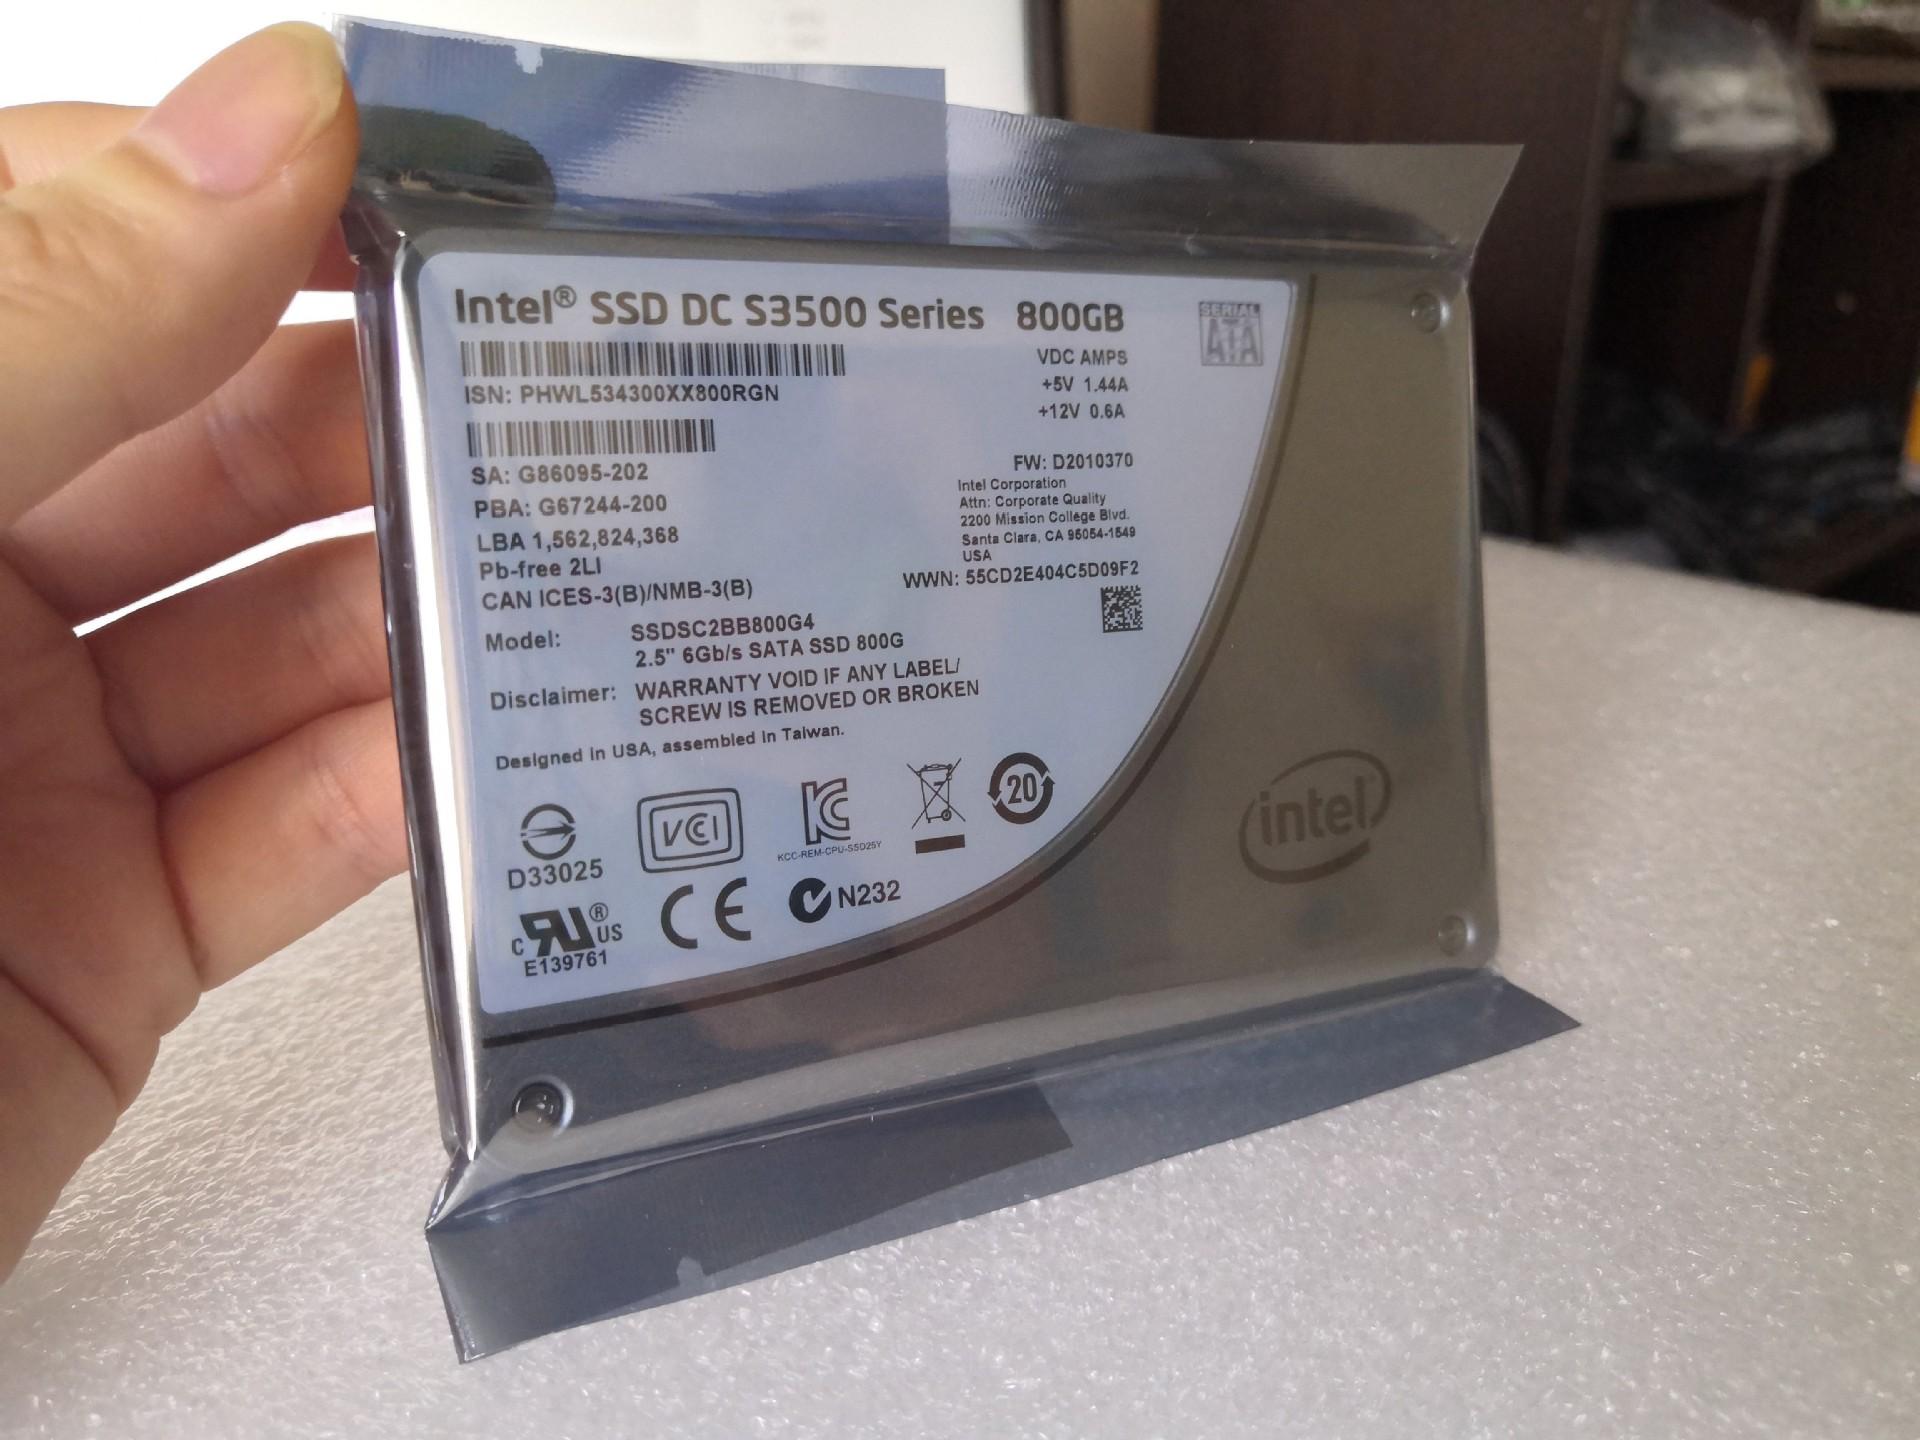 Intel® SSD DC S3500 Series 800GB
SERIAL
ATA
VDC AMPS
+5V 1.44A
+12V 0.6A
ISN: PHWL534300XX800RGN
SA: G86095-202
PBA: G67244-200
LBA 1,562,824,368
Pb-free 2LI
CAN ICES-3(B)/NMB-3(B)
FW: D2010370
Intel Corporation
Attn: Corporate Quality
2200 Mission College Blvd.
Santa Clara, CA 95054-1549
USA
WWN: 55CD2E404C5D09F2
Model: SSDSC2BB800G4
2.5" 6Gb/s SATA SSD 800G
Disclaimer: WARRANTY VOID IF ANY LABEL/
SCREW IS REMOVED OR BROKEN
Designed in USA, assembled in Taiwan.
D33025
VCI
KC
KCC-REM-CPU-SSD25Y
20
C RU® US
E139761
CE
N232
intel